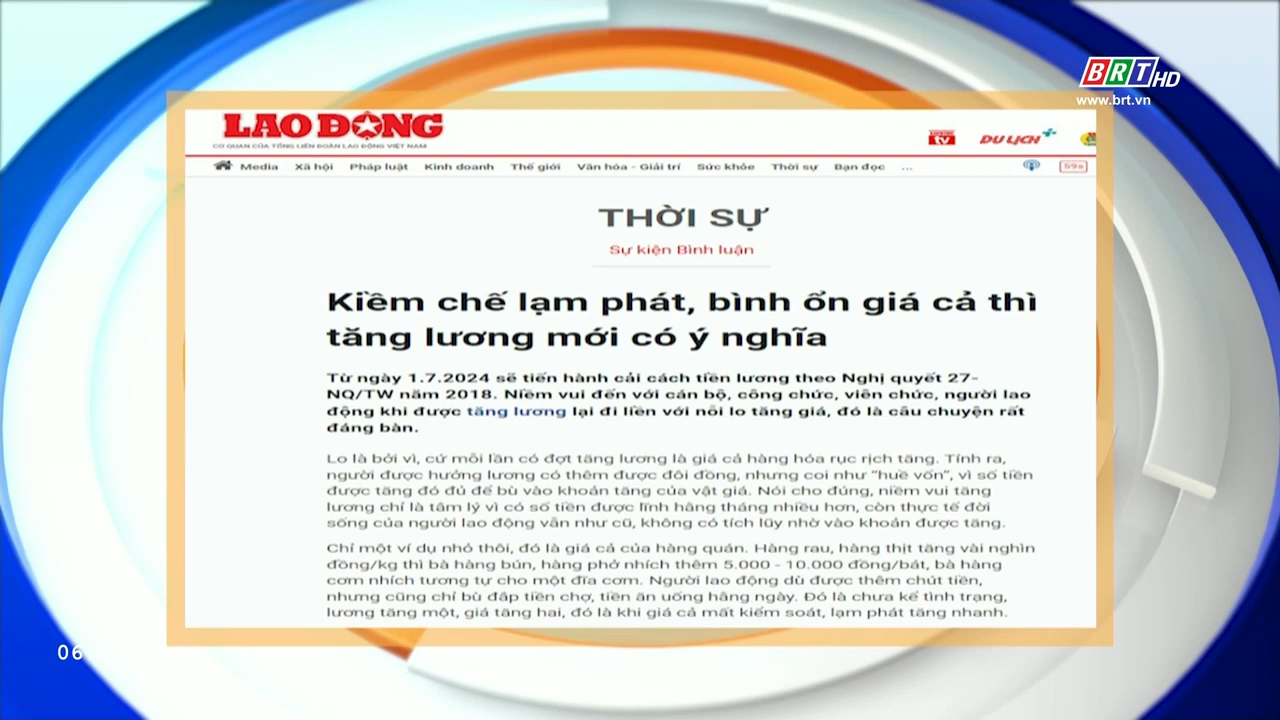 BRT HD
www.brt.vn
LAO ĐỘNG
CƠ QUAN CỦA TỔNG LIÊN ĐOÀN LAO ĐỘNG VIỆT NAM
tv DU LỊCH+
Media Xã hội Pháp luật Kinh doanh Thế giới Văn hóa - Giải trí Sức khỏe Thời sự Bạn đọc ... 59s
THỜI SỰ
Sự kiện Bình luận
Kiềm chế lạm phát, bình ổn giá cả thì
tăng lương mới có ý nghĩa
Từ ngày 1.7.2024 sẽ tiến hành cải cách tiền lương theo Nghị quyết 27-
NQ/TW năm 2018. Niềm vui đến với cán bộ, công chức, viên chức, người lao
động khi được tăng lương lại đi liền với nỗi lo tăng giá, đó là câu chuyện rất
đáng bàn.
Lo là bởi vì, cứ mỗi lần có đợt tăng lương là giá cả hàng hóa rục rịch tăng. Tính ra,
người được hưởng lương có thêm được đôi đồng, nhưng coi như “huề vốn”, vì số tiền
được tăng đó đủ để bù vào khoản tăng của vật giá. Nói cho đúng, niềm vui tăng
lương chỉ là tâm lý vì có số tiền được lĩnh hằng tháng nhiều hơn, còn thực tế đời
sống của người lao động vẫn như cũ, không có tích lũy nhờ vào khoản được tăng.
Chỉ một ví dụ nhỏ thôi, đó là giá cả của hàng quán. Hàng rau, hàng thịt tăng vài nghìn
đồng/kg thì bà hàng bún, hàng phở nhích thêm 5.000 - 10.000 đồng/bát, bà hàng
cơm nhích tương tự cho một đĩa cơm. Người lao động dù được thêm chút tiền,
nhưng cũng chỉ bù đắp tiền chợ, tiền ăn uống hằng ngày. Đó là chưa kể tình trạng,
lương tăng một, giá tăng hai, đó là khi giá cả mất kiểm soát, lạm phát tăng nhanh.
06